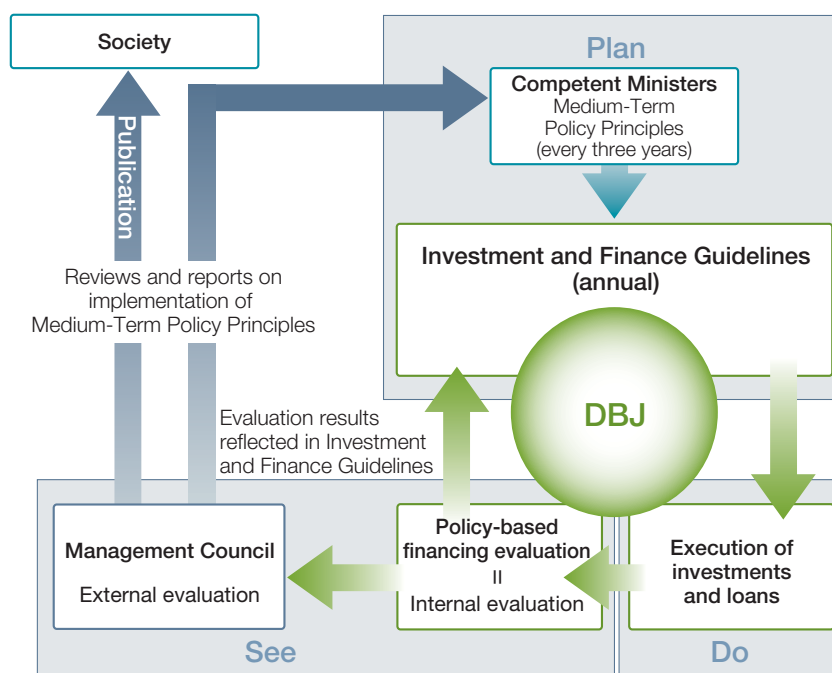 Society
Plan
Competent Ministers
Medium-Term
Policy Principles
(every three years)
Publication
Investment and Finance Guidelines
(annual)
Reviews and reports on
implementation of
Medium-Term Policy Principles
DBJ
Evaluation results
reflected in Investment
and Finance Guidelines
Management Council
External evaluation
Policy-based
financing evaluation
=
Internal evaluation
Execution of
investments
and loans
See
Do